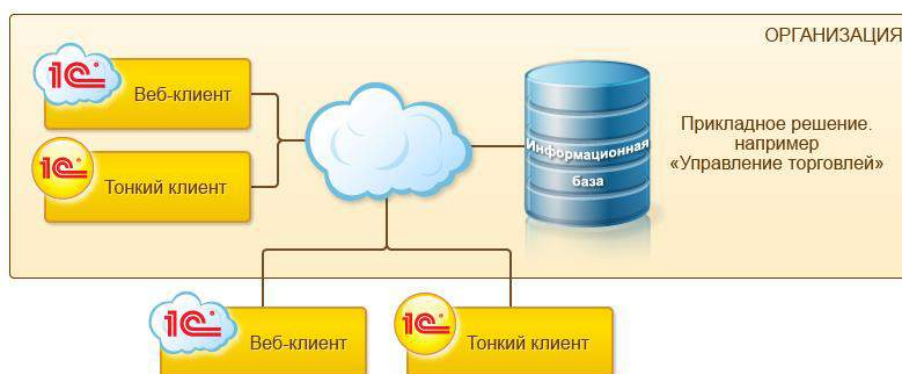 ОРГАНИЗАЦИЯ
1С
Веб-клиент
1С
Тонкий клиент
Информационная
база
Прикладное решение.
например
«Управление торговлей»
1С
Веб-клиент
1С
Тонкий клиент